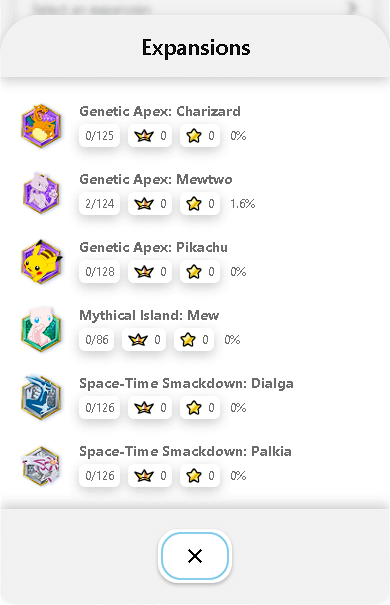 Select an expansion
Expansions
Genetic Apex: Charizard
0/125 0 0 0%
Genetic Apex: Mewtwo
2/124 0 0 1.6%
Genetic Apex: Pikachu
0/128 0 0 0%
Mythical Island: Mew
0/86 0 0 0%
Space-Time Smackdown: Dialga
0/126 0 0 0%
Space-Time Smackdown: Palkia
0/126 0 0 0%